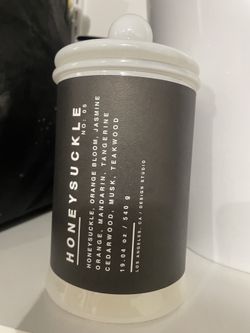 HONEYSUCKLE
NO. 06
HONEYSUCKLE, ORANGE BLOOM, JASMINE
ORANGE, MANDARIN, TANGERINE
CEDARWOOD, MUSK, TEAKWOOD
19.04 oz / 540 g
LOS ANGELES, CA / DESIGN STUDIO